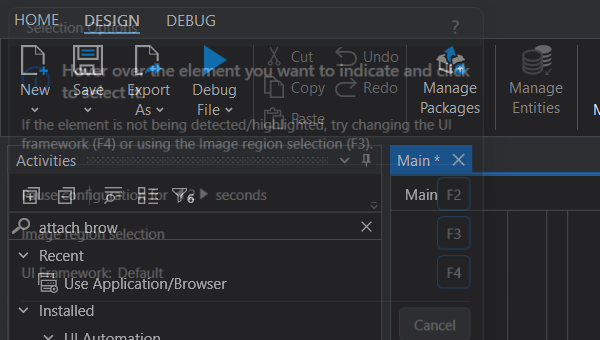 HOME DESIGN DEBUG
Selection Options ?
Hover over the element you want to indicate and click
to select it.
New Save Export As Debug File Cut Copy Paste Undo Redo Manage Packages Manage Entities
If the element is not being detected/highlighted, try changing the UI
framework (F4) or using the Image region selection (F3).
Activities
Main *
Main
6
Pause configuration for 3 seconds F2
attach brow
Image region selection F3
Recent
Use Application/Browser
UI Framework: Default F4
Installed
UI Automation
Cancel